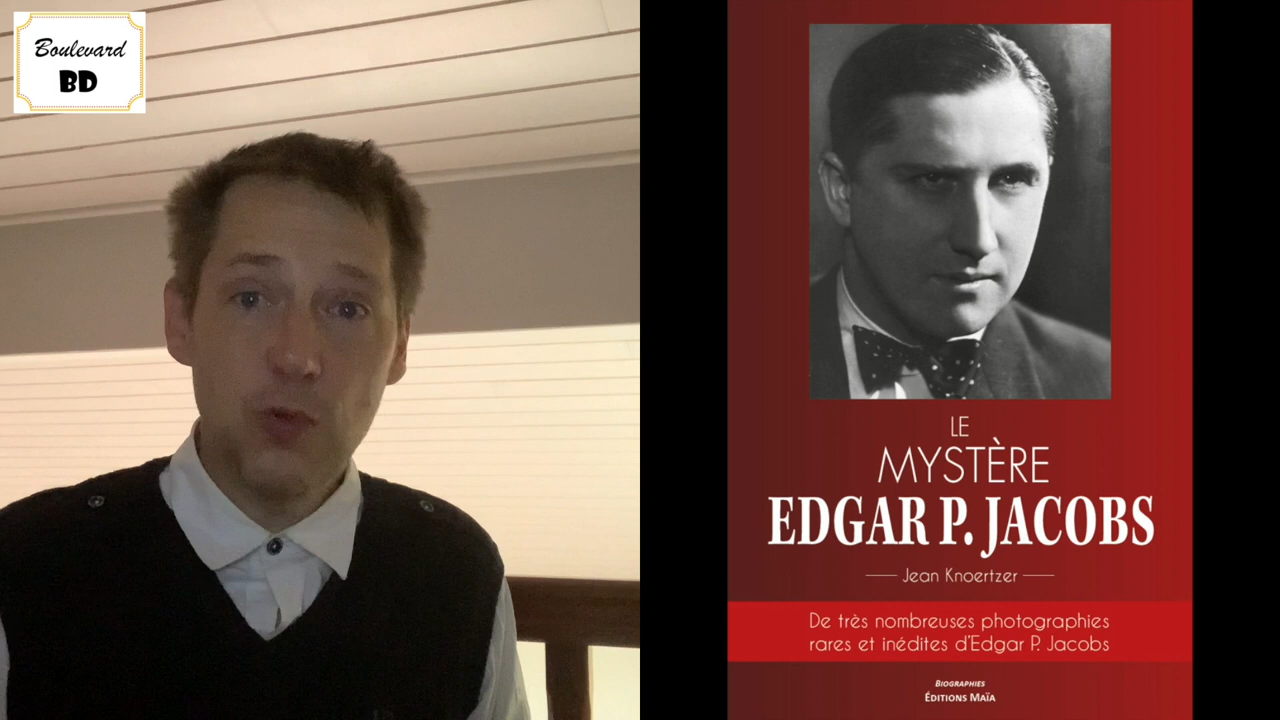 Boulevard
BD
LE
MYSTÈRE
EDGAR P. JACOBS
Jean Knoertzer
De très nombreuses photographies
rares et inédites d'Edgar P. Jacobs
BIOGRAPHIES
ÉDITIONS MAÏA